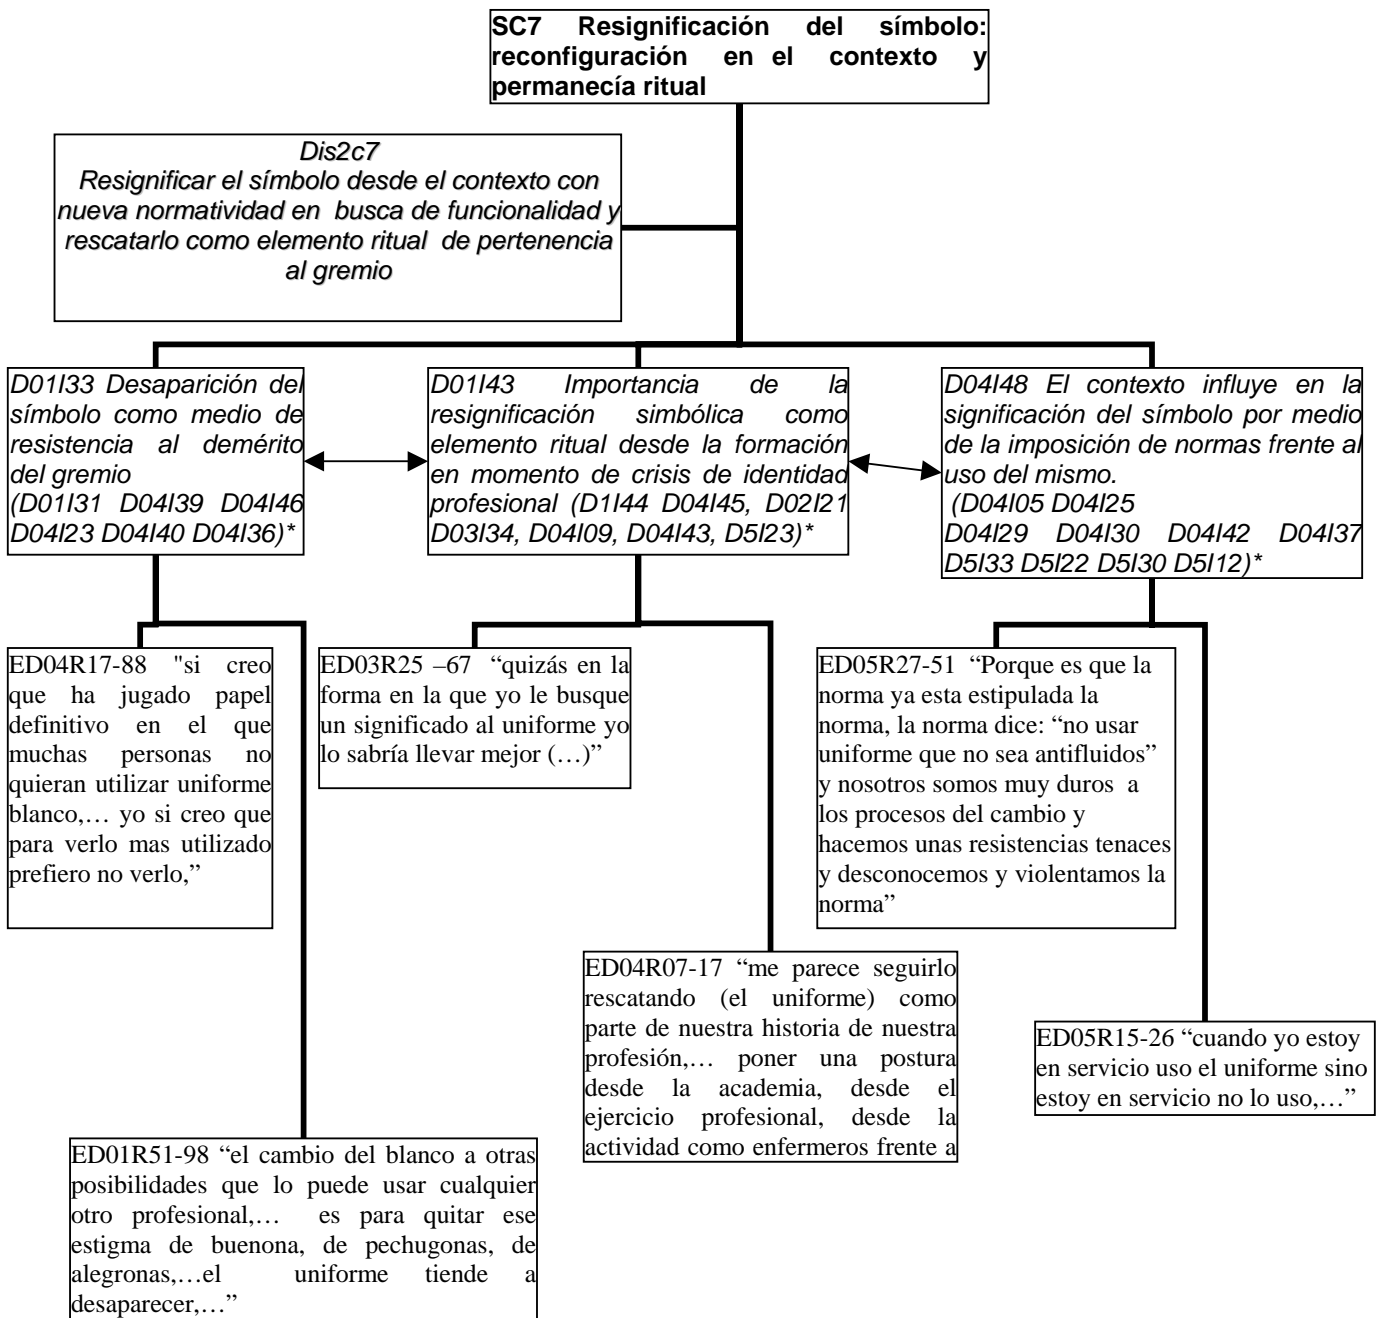 SC7 Resignificación del símbolo:
reconfiguración en el contexto y
permanecía ritual
Dis2c7
Resignificar el símbolo desde el contexto con
nueva normatividad en busca de funcionalidad y
rescatarlo como elemento ritual de pertenencia
al gremio
D01I33 Desaparición del
símbolo como medio de
resistencia al demérito
del gremio
(D01I31 D04I39 D04I46
D04I23 D04I40 D04I36)*
D01I43 Importancia de la
resignificación simbólica como
elemento ritual desde la formación
en momento de crisis de identidad
profesional (D1I44 D04I45, D02I21
D03I34, D04I09, D04I43, D5I23)*
D04I48 El contexto influye en la
significación del símbolo por medio
de la imposición de normas frente al
uso del mismo.
(D04I05 D04I25
D04I29 D04I30 D04I42 D04I37
D5I33 D5I22 D5I30 D5I12)*
ED04R17-88 "si creo
que ha jugado papel
definitivo en el que
muchas personas no
quieran utilizar uniforme
blanco,… yo si creo que
para verlo mas utilizado
prefiero no verlo,”
ED03R25 –67 “quizás en la
forma en la que yo le busque
un significado al uniforme yo
lo sabría llevar mejor (…)”
ED05R27-51 “Porque es que la
norma ya esta estipulada la
norma, la norma dice: “no usar
uniforme que no sea antifluidos”
y nosotros somos muy duros a
los procesos del cambio y
hacemos unas resistencias tenaces
y desconocemos y violentamos la
norma”
ED04R07-17 “me parece seguirlo
rescatando (el uniforme) como
parte de nuestra historia de nuestra
profesión,… poner una postura
desde la academia, desde el
ejercicio profesional, desde la
actividad como enfermeros frente a
ED05R15-26 “cuando yo estoy
en servicio uso el uniforme sino
estoy en servicio no lo uso,…”
ED01R51-98 “el cambio del blanco a otras
posibilidades que lo puede usar cualquier
otro profesional,… es para quitar ese
estigma de buenona, de pechugonas, de
alegronas,…el uniforme tiende a
desaparecer,…”